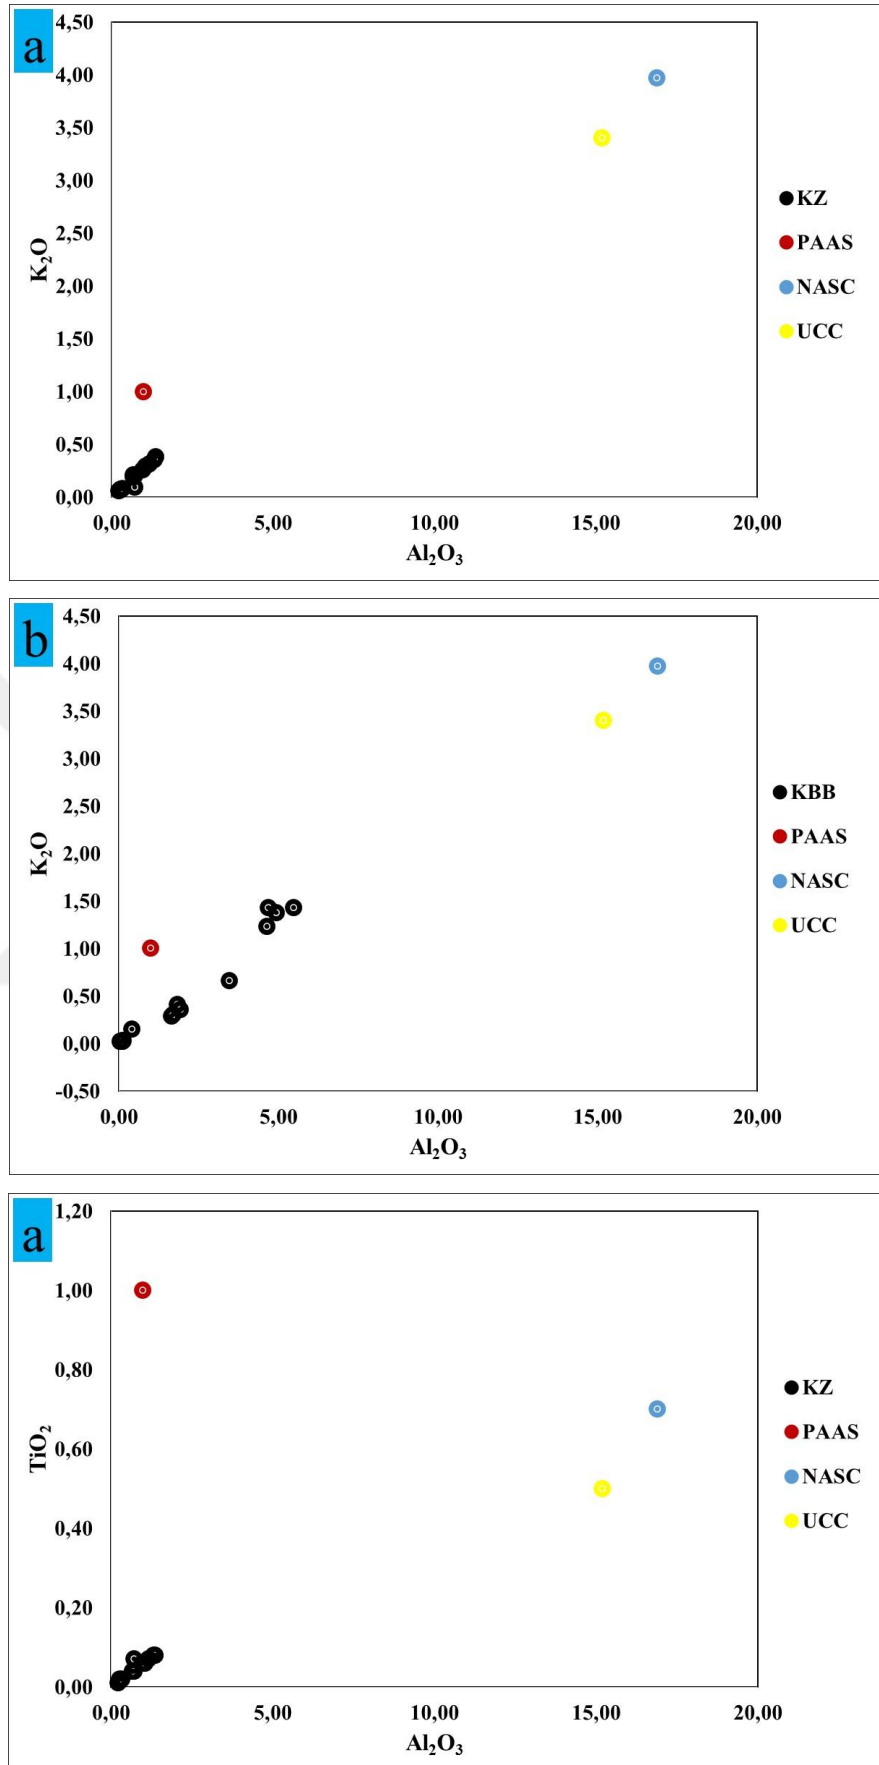 a
4,50
4,00
3,50
3,00
2,50
2,00
1,50
1,00
0,50
0,00
K₂O
0,00 5,00 10,00 15,00 20,00
Al₂O₃
KZ
PAAS
NASC
UCC
b
4,50
4,00
3,50
3,00
2,50
2,00
1,50
1,00
0,50
0,00
-0,50
K₂O
0,00 5,00 10,00 15,00 20,00
Al₂O₃
KBB
PAAS
NASC
UCC
a
1,20
1,00
0,80
0,60
0,40
0,20
0,00
TiO₂
0,00 5,00 10,00 15,00 20,00
Al₂O₃
KZ
PAAS
NASC
UCC